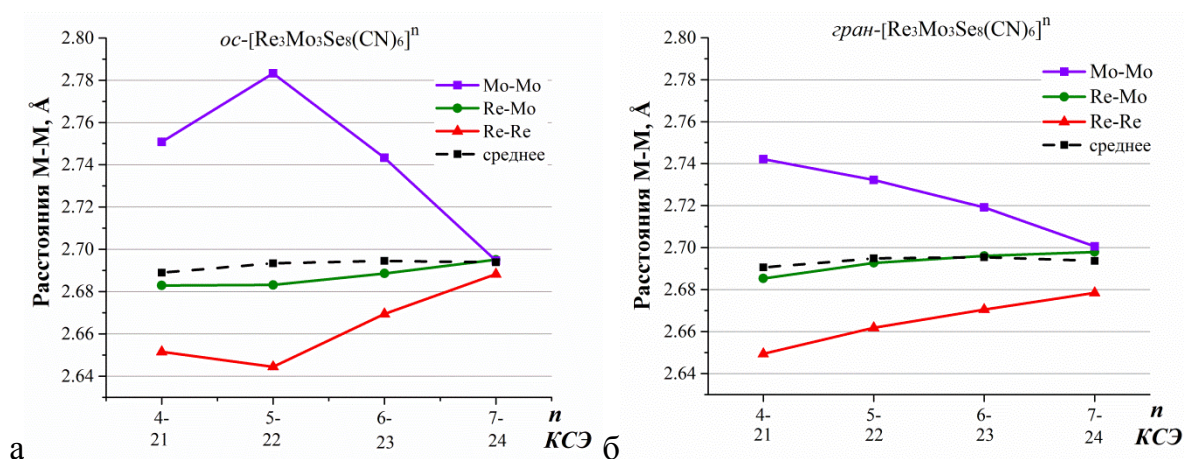 ос-[Re₃Mo₃Se₈(CN)₆]ⁿ
Расстояния М-М, Å
2.80
2.78
2.76
2.74
2.72
2.70
2.68
2.66
2.64
Mo-Mo
Re-Mo
Re-Re
среднее
4- 5- 6- 7- n
21 22 23 24 КСЭ
а
гран-[Re₃Mo₃Se₈(CN)₆]ⁿ
Расстояния М-М, Å
2.80
2.78
2.76
2.74
2.72
2.70
2.68
2.66
2.64
Mo-Mo
Re-Mo
Re-Re
среднее
4- 5- 6- 7- n
21 22 23 24 КСЭ
б